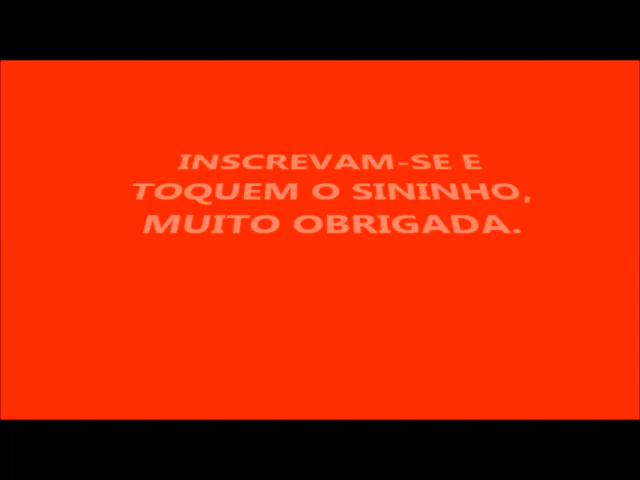 INSCREVAM-SE E
TOQUEM O SININHO,
MUITO OBRIGADA.